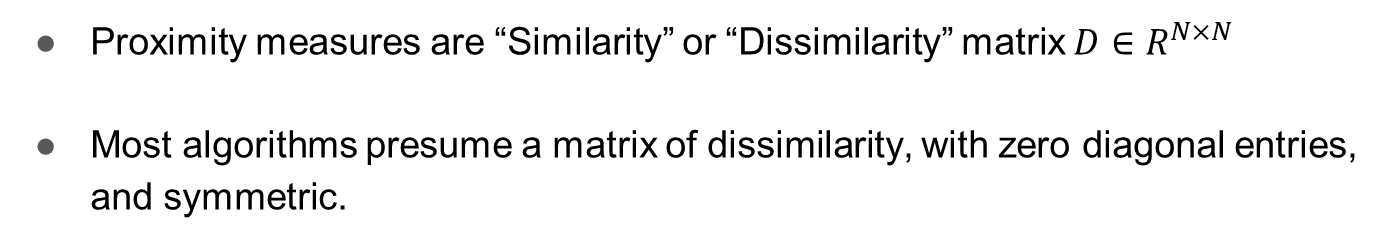 ● Proximity measures are “Similarity” or “Dissimilarity” matrix D ∈ R^{N×N}
● Most algorithms presume a matrix of dissimilarity, with zero diagonal entries,
and symmetric.